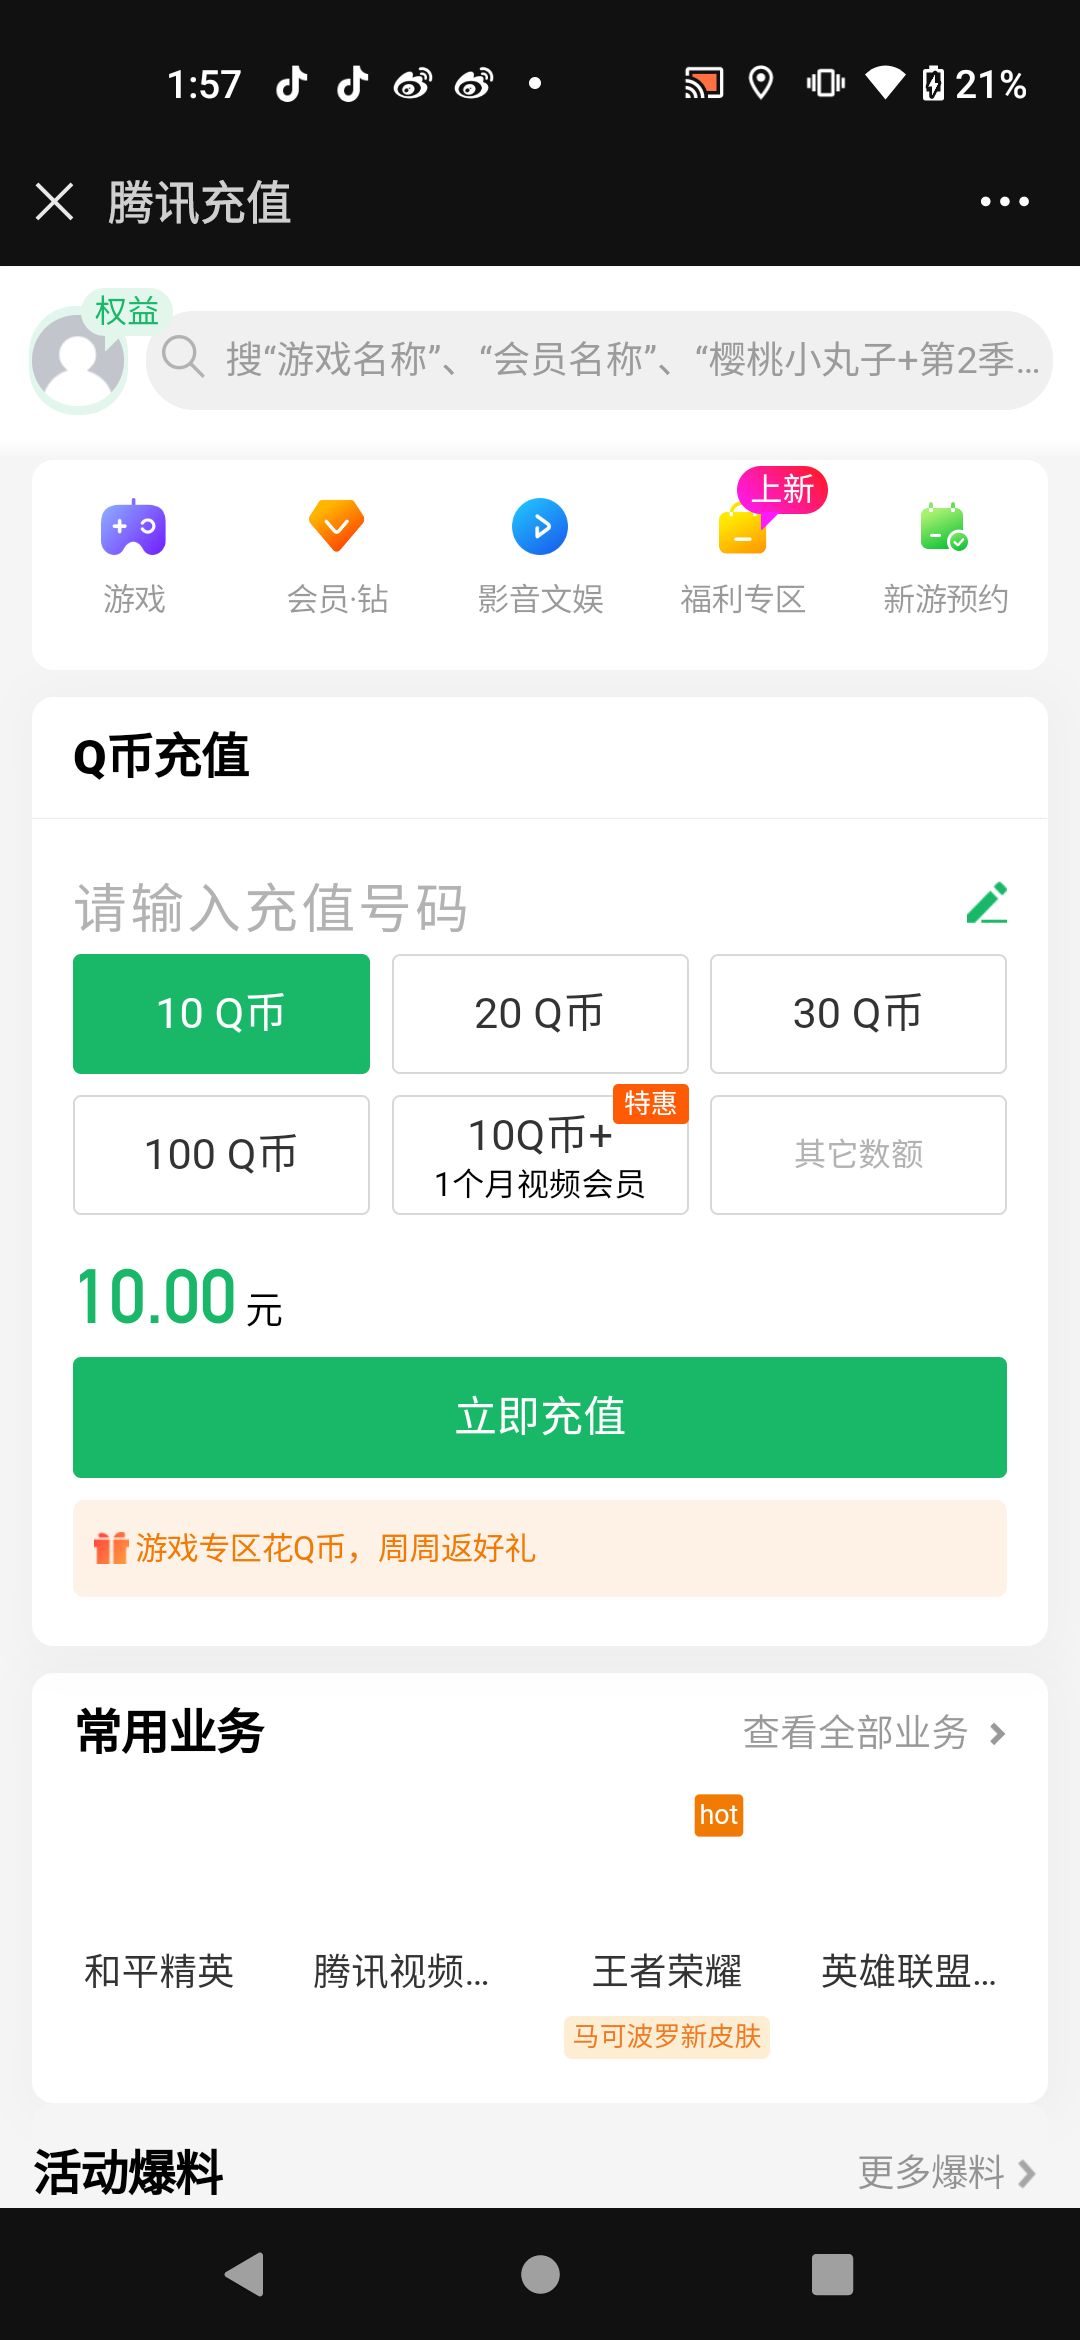 1:57
21%
腾讯充值
权益
搜“游戏名称”、“会员名称”、“樱桃小丸子+第2季...
上新
游戏
会员·钻
影音文娱
福利专区
新游预约
Q币充值
请输入充值号码
10 Q币
20 Q币
30 Q币
100 Q币
特惠
10Q币+
1个月视频会员
其它数额
10.00 元
立即充值
游戏专区花Q币，周周返好礼
常用业务
查看全部业务
hot
和平精英
腾讯视频...
王者荣耀
英雄联盟...
马可波罗新皮肤
活动爆料
更多爆料